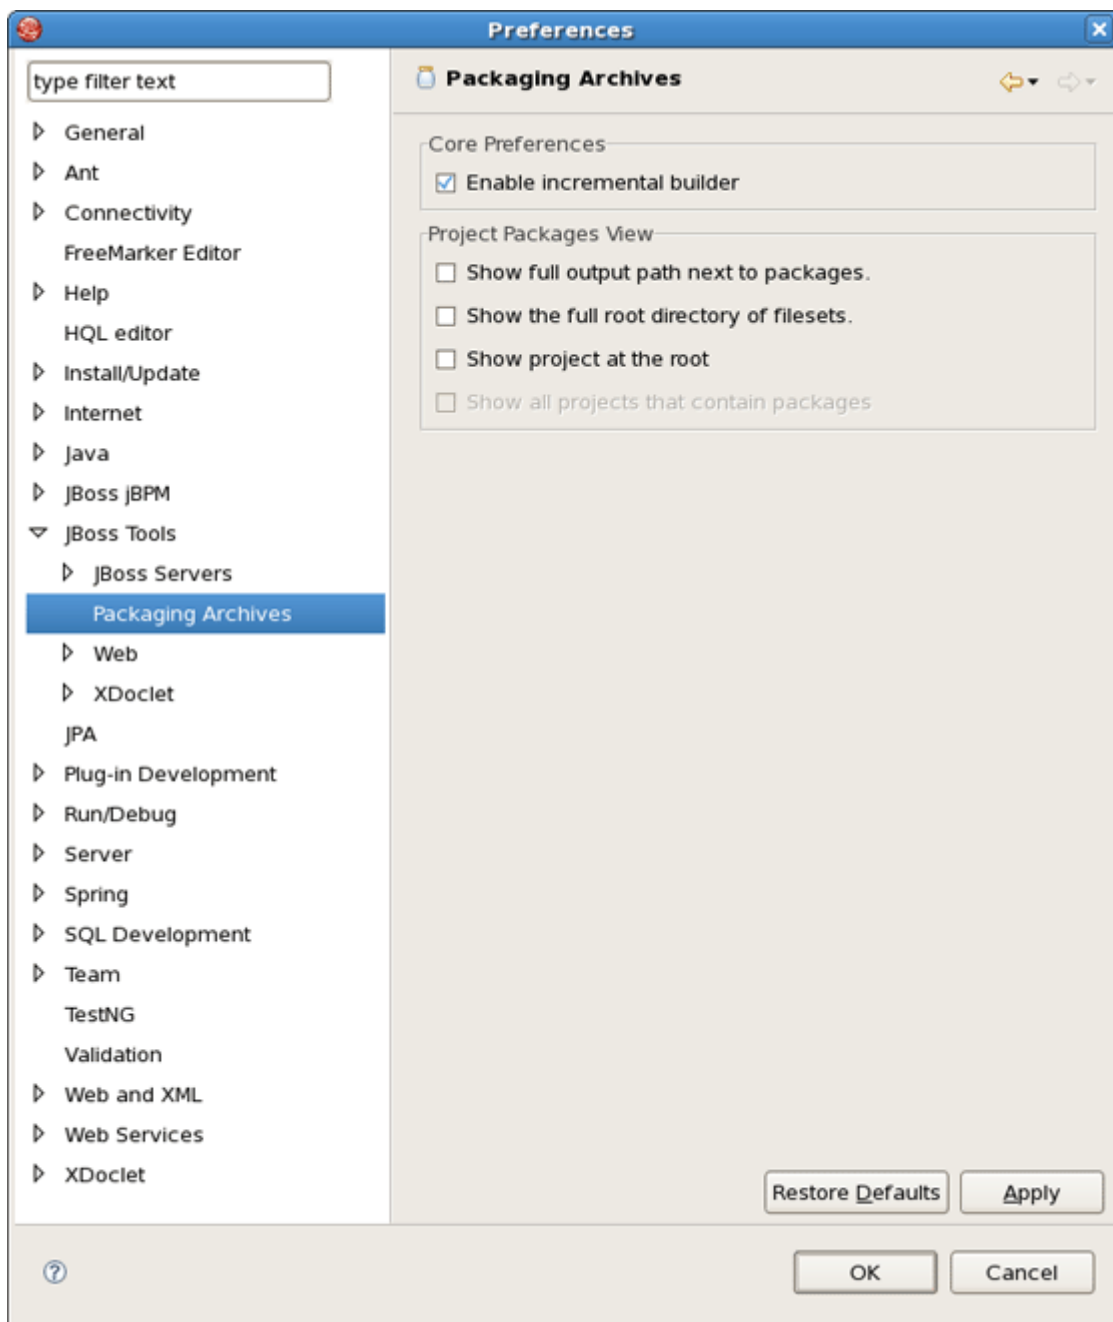 Preferences
type filter text
General
Ant
Connectivity
FreeMarker Editor
Help
HQL editor
Install/Update
Internet
Java
JBoss jBPM
JBoss Tools
JBoss Servers
Packaging Archives
Web
XDoclet
JPA
Plug-in Development
Run/Debug
Server
Spring
SQL Development
Team
TestNG
Validation
Web and XML
Web Services
XDoclet
Packaging Archives
Core Preferences
Enable incremental builder
Project Packages View
Show full output path next to packages.
Show the full root directory of filesets.
Show project at the root
Show all projects that contain packages
Restore Defaults
Apply
?
OK
Cancel